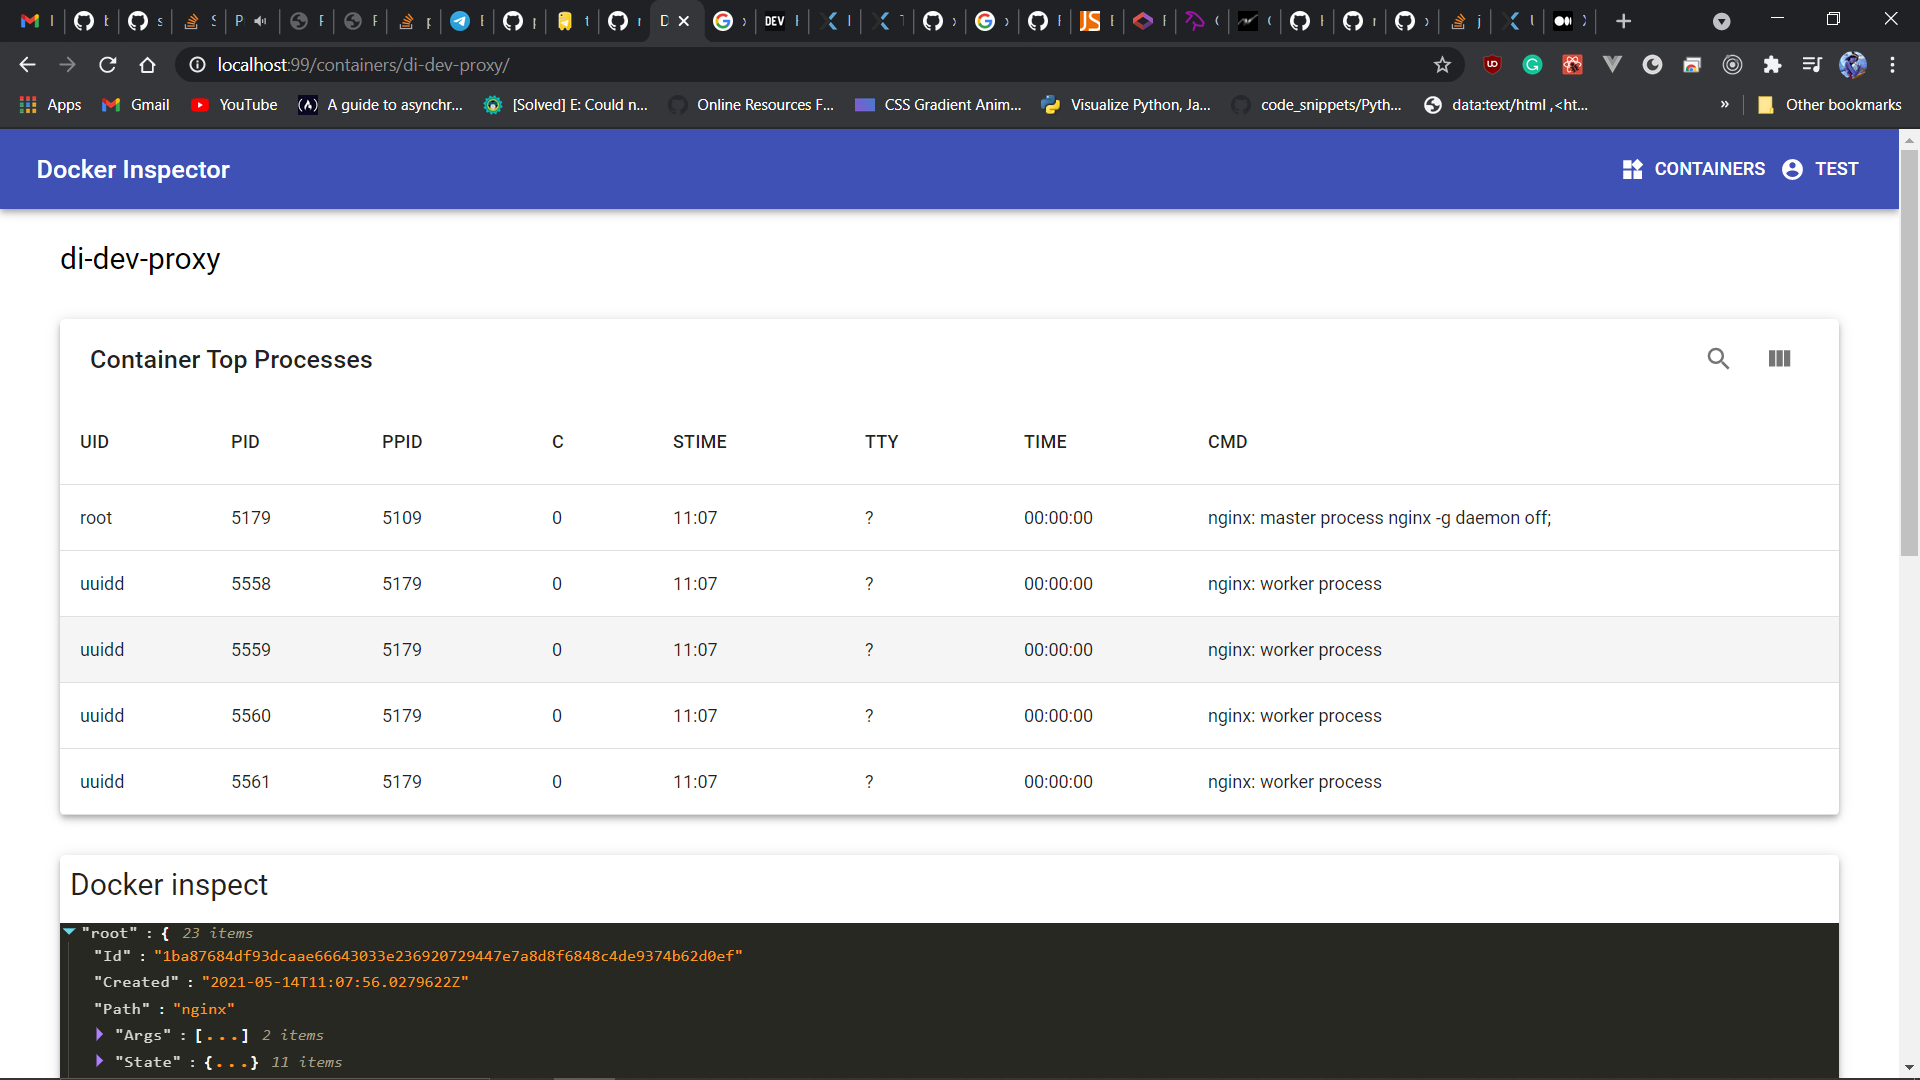 localhost:99/containers/di-dev-proxy/
Apps Gmail YouTube A guide to asynchr... [Solved] E: Could n... Online Resources F... CSS Gradient Anim... Visualize Python, Ja... code_snippets/Pyth... data:text/html ,<ht... » Other bookmarks
Docker Inspector CONTAINERS TEST
di-dev-proxy
Container Top Processes
UID PID PPID C STIME TTY TIME CMD
root 5179 5109 0 11:07 ? 00:00:00 nginx: master process nginx -g daemon off;
uuidd 5558 5179 0 11:07 ? 00:00:00 nginx: worker process
uuidd 5559 5179 0 11:07 ? 00:00:00 nginx: worker process
uuidd 5560 5179 0 11:07 ? 00:00:00 nginx: worker process
uuidd 5561 5179 0 11:07 ? 00:00:00 nginx: worker process
Docker inspect
"root" : { 23 items
"Id" : "1ba87684df93dcaae66643033e236920729447e7a8d8f6848c4de9374b62d0ef"
"Created" : "2021-05-14T11:07:56.0279622Z"
"Path" : "nginx"
"Args" : [...] 2 items
"State" : {...} 11 items